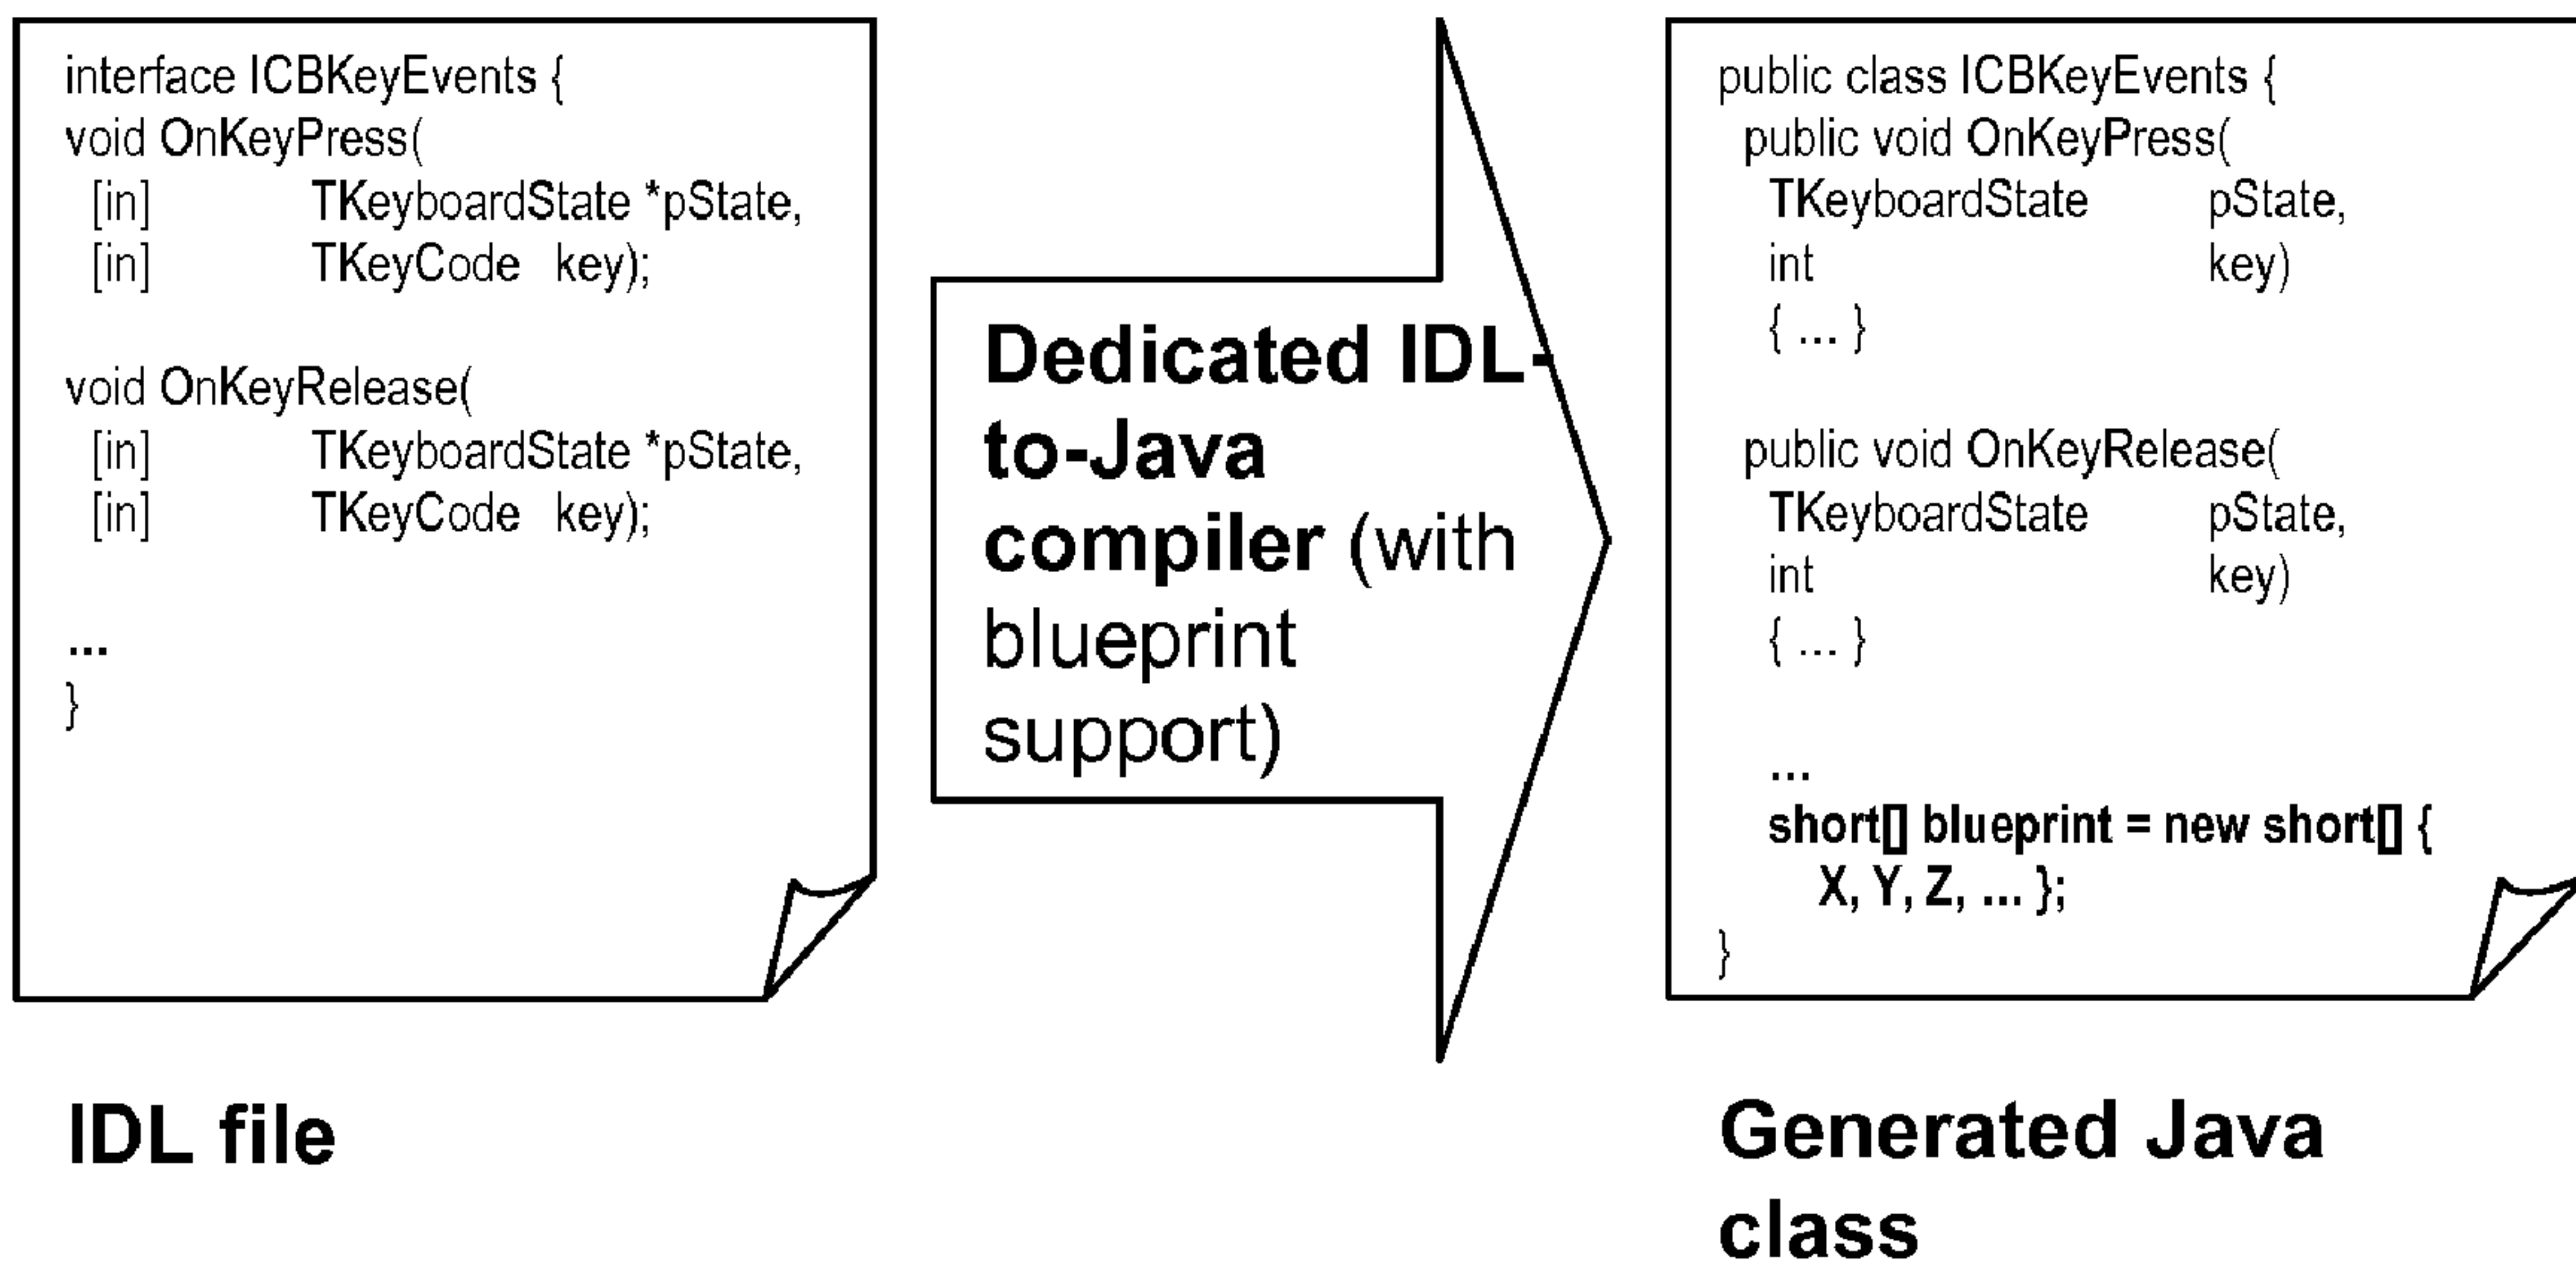 interface ICBKeyEvents {
void OnKeyPress(
[in] TKeyboardState *pState,
[in] TKeyCode key);
void OnKeyRelease(
[in] TKeyboardState *pState,
[in] TKeyCode key);
...
}
IDL file
Dedicated IDL-
to-Java
compiler (with
blueprint
support)
public class ICBKeyEvents {
public void OnKeyPress(
TKeyboardState pState,
int key)
{ ... }
public void OnKeyRelease(
TKeyboardState pState,
int key)
{ ... }
...
short[] blueprint = new short[] {
X, Y, Z, ... };
}
Generated Java
class